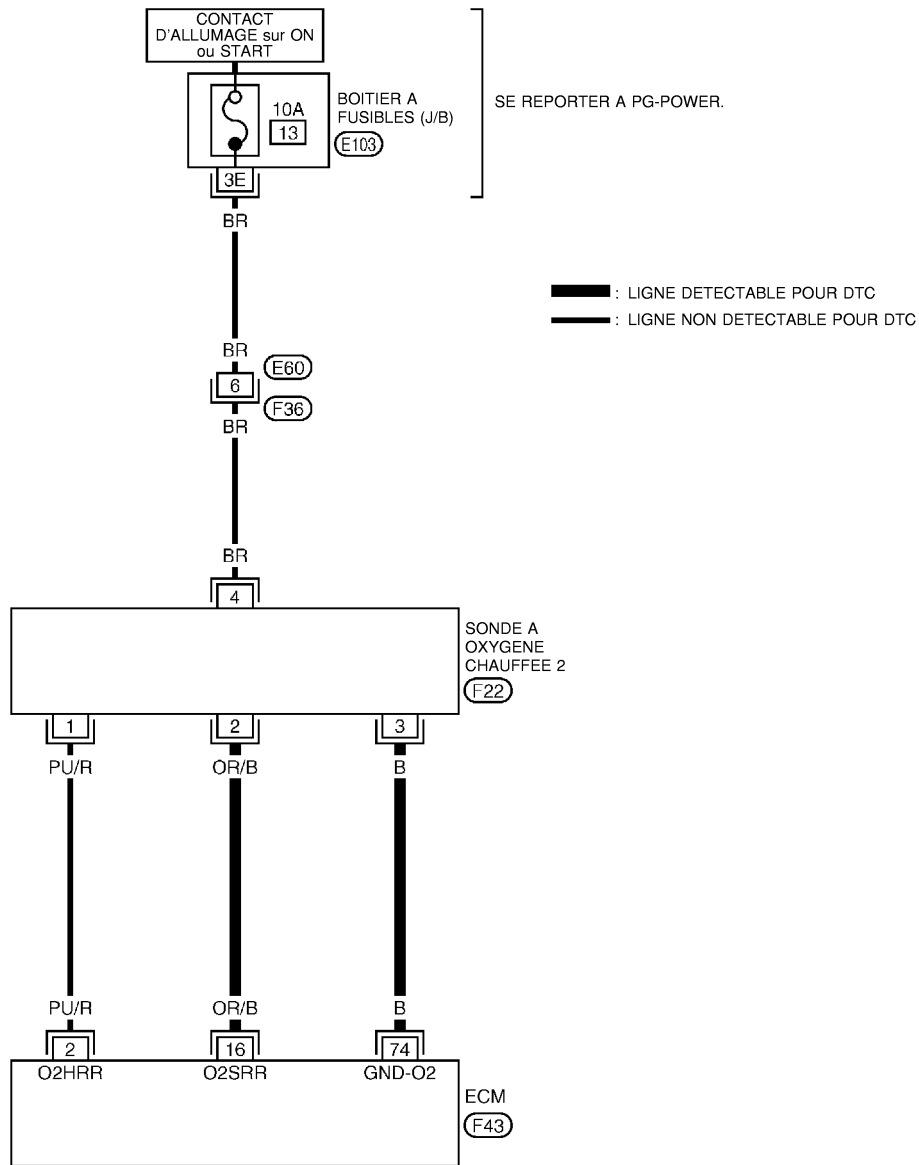 CONTACT
D'ALLUMAGE sur ON
ou START
10A
13
BOITIER A
FUSIBLES (J/B)
E103
SE REPORTER A PG-POWER.
3E
BR
: LIGNE DETECTABLE POUR DTC
: LIGNE NON DETECTABLE POUR DTC
BR
E60
6
F36
BR
BR
4
SONDE A
OXYGENE
CHAUFFEE 2
F22
1 2 3
PU/R OR/B B
PU/R OR/B B
2 16 74
O2HRR O2SRR GND-O2
ECM
F43